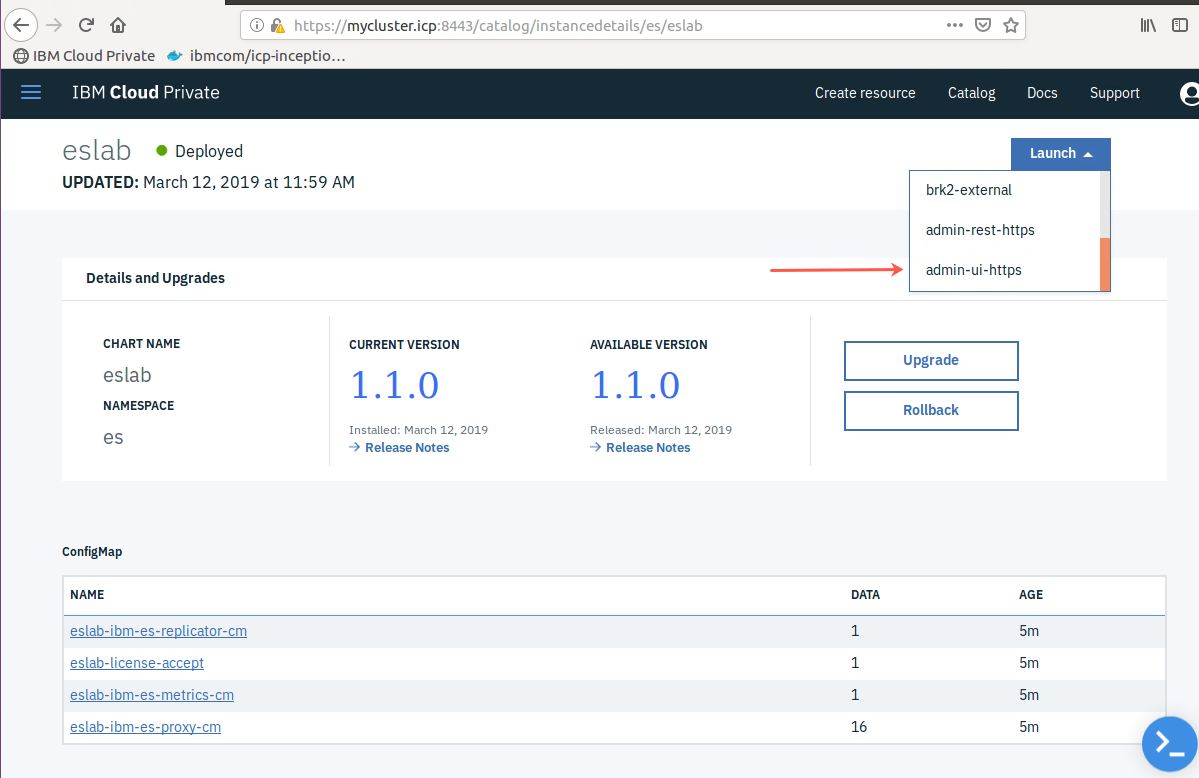 https://mycluster.icp:8443/catalog/instancedetails/es/eslab
IBM Cloud Private ibmcom/icp-inceptio…
IBM Cloud Private Create resource Catalog Docs Support
eslab Deployed Launch
UPDATED: March 12, 2019 at 11:59 AM
brk2-external
admin-rest-https
admin-ui-https
Details and Upgrades
CHART NAME
eslab
NAMESPACE
es
CURRENT VERSION
1.1.0
Installed: March 12, 2019
→ Release Notes
AVAILABLE VERSION
1.1.0
Released: March 12, 2019
→ Release Notes
Upgrade
Rollback
ConfigMap
NAME DATA AGE
eslab-ibm-es-replicator-cm 1 5m
eslab-license-accept 1 5m
eslab-ibm-es-metrics-cm 1 5m
eslab-ibm-es-proxy-cm 16 5m